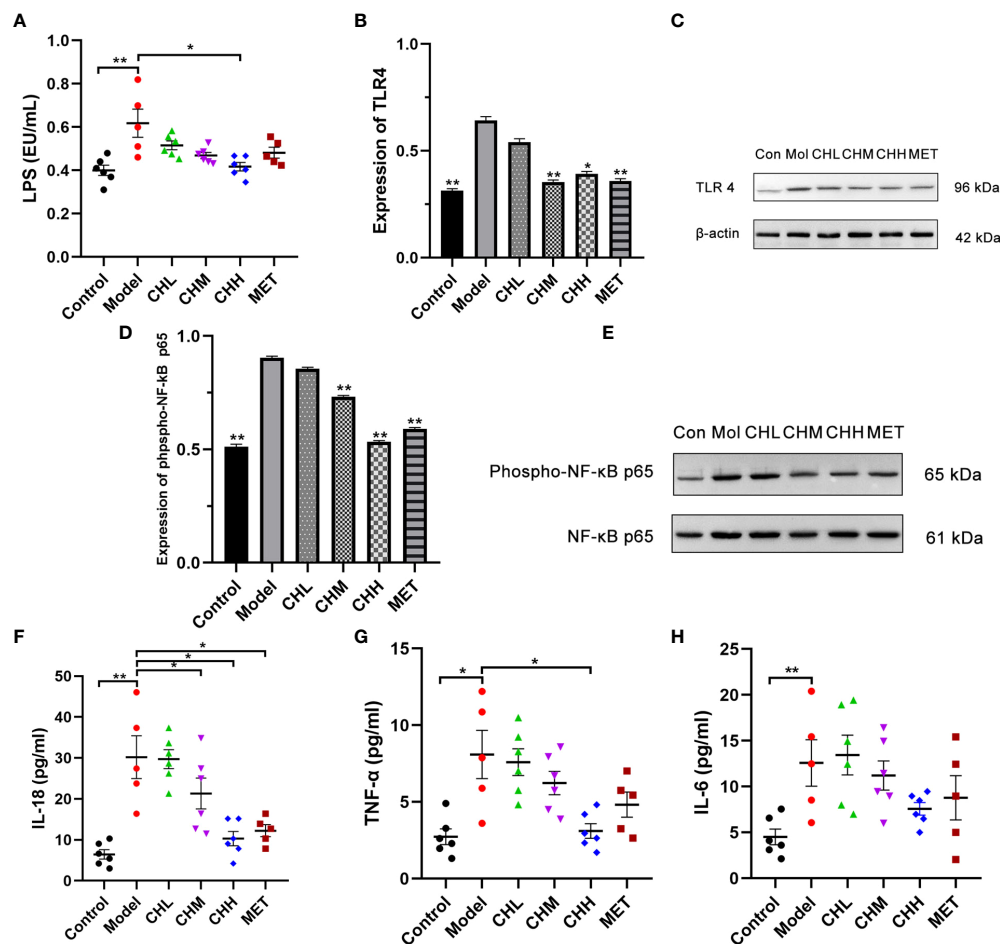 A
LPS (EU/mL)
1.0
0.8
0.6
0.4
0.2
0.0
**
*
Control
Model
CHL
CHM
CHH
MET
B
Expression of TLR4
1.0
0.5
0.0
**
**
*
**
Control
Model
CHL
CHM
CHH
MET
C
Con Mol CHL CHM CHH MET
TLR 4
96 kDa
β-actin
42 kDa
D
Expression of phpspho-NF-kB p65
1.0
0.5
0.0
**
**
**
**
Control
Model
CHL
CHM
CHH
MET
E
Con Mol CHL CHM CHH MET
Phospho-NF-κB p65
65 kDa
NF-κB p65
61 kDa
F
IL-18 (pg/ml)
50
40
30
20
10
0
**
*
*
*
Control
Model
CHL
CHM
CHH
MET
G
TNF-α (pg/ml)
15
10
5
0
*
*
Control
Model
CHL
CHM
CHH
MET
H
IL-6 (pg/ml)
25
20
15
10
5
0
**
Control
Model
CHL
CHM
CHH
MET